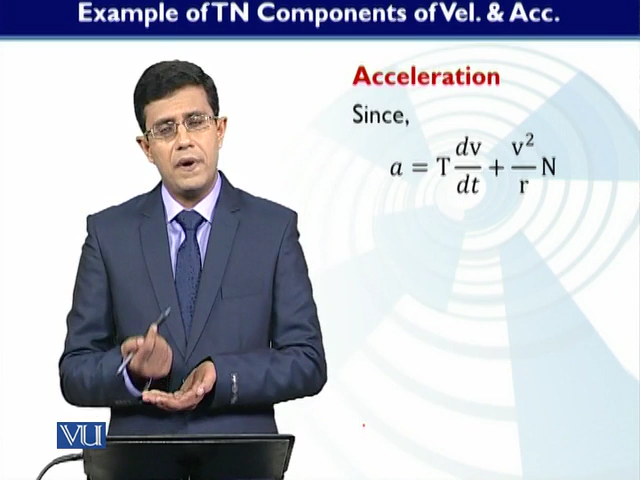 Example of TN Components of Vel. & Acc.
Acceleration
Since,
a = T dv/dt + v²/r N
VU